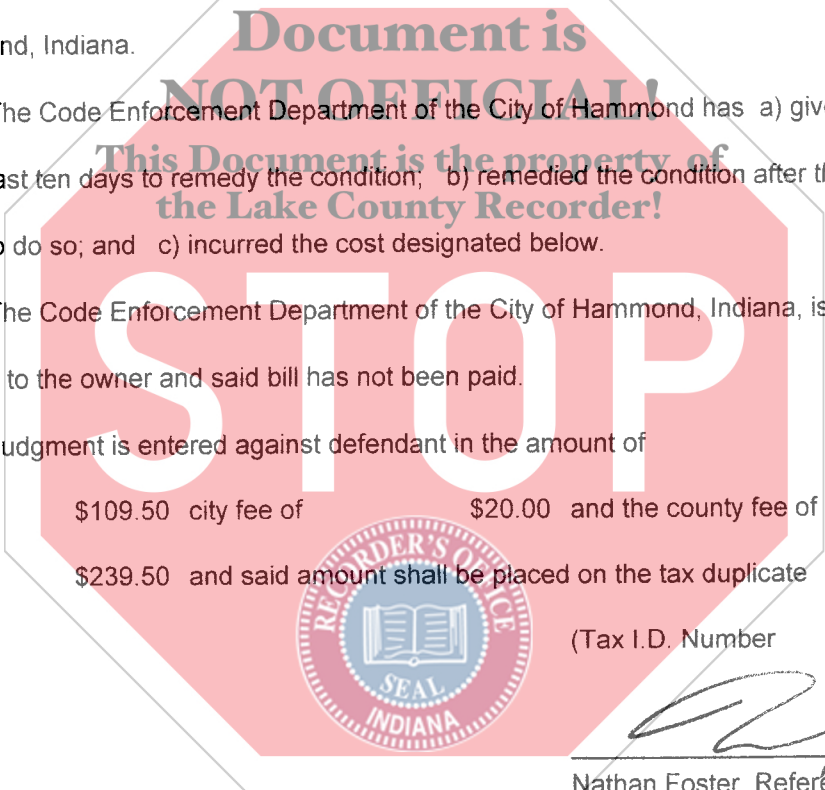 Document is
nd, Indiana.
NOT OFFICIAL!
The Code Enforcement Department of the City of Hammond has a) giv
This Document is the property of
ast ten days to remedy the condition; b) remedied the condition after t
the Lake County Recorder!
o do so; and c) incurred the cost designated below.
The Code Enforcement Department of the City of Hammond, Indiana, is
STOP
to the owner and said bill has not been paid.
udgment is entered against defendant in the amount of
$109.50 city fee of $20.00 and the county fee of
$239.50 and said amount shall be placed on the tax duplicate
RECORDER'S OFFICE
SEAL
INDIANA
(Tax I.D. Number
Nathan Foster, Refere